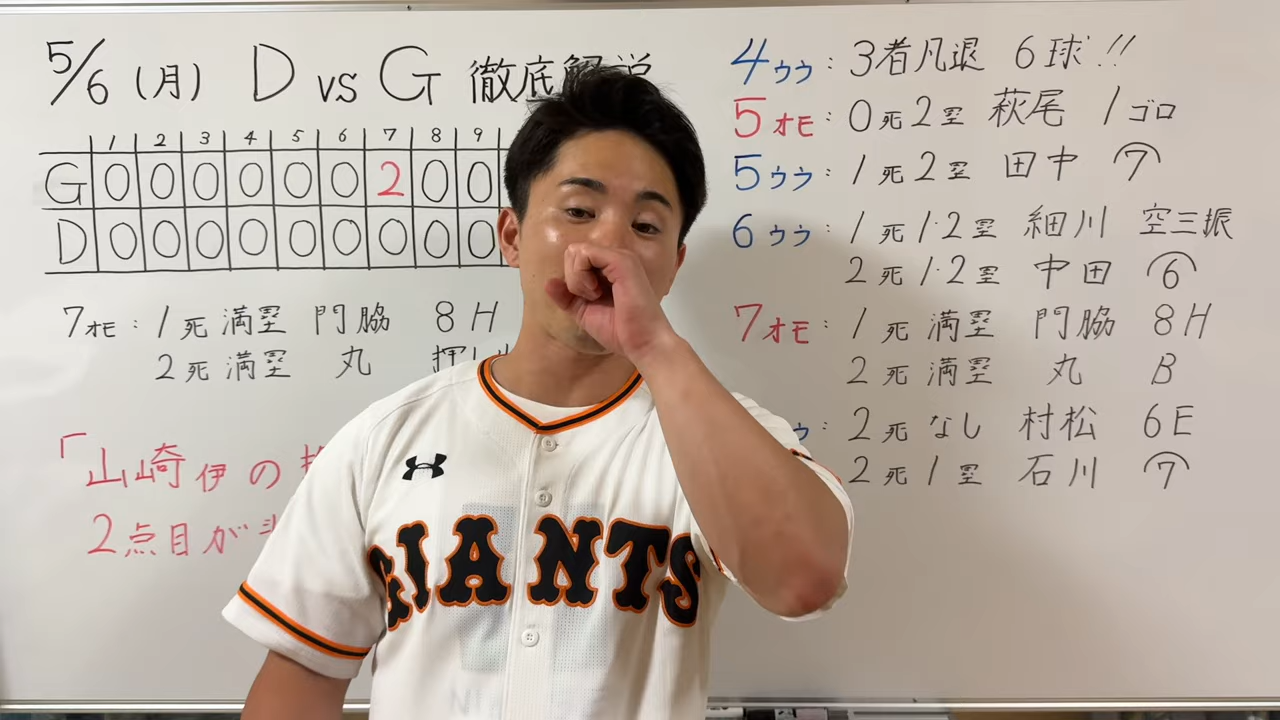 5/6(月) D vs G 徹底解説
1 2 3 4 5 6 7 8 9
G 0 0 0 0 0 0 2 0 0
D 0 0 0 0 0 0 0 0 0
7オモ:1死満塁 門脇 8H
2死満塁 丸 押し
「山崎伊の
2点目が
4ウラ:3者凡退 6球!!
5オモ:0死2塁 萩尾 1ゴロ
5ウラ:1死2塁 田中 7
6ウラ:1死1·2塁 細川 空三振
2死1·2塁 中田 6
7オモ:1死満塁 門脇 8H
2死満塁 丸 B
2死なし 村松 6E
2死1塁 石川 7
GIANTS